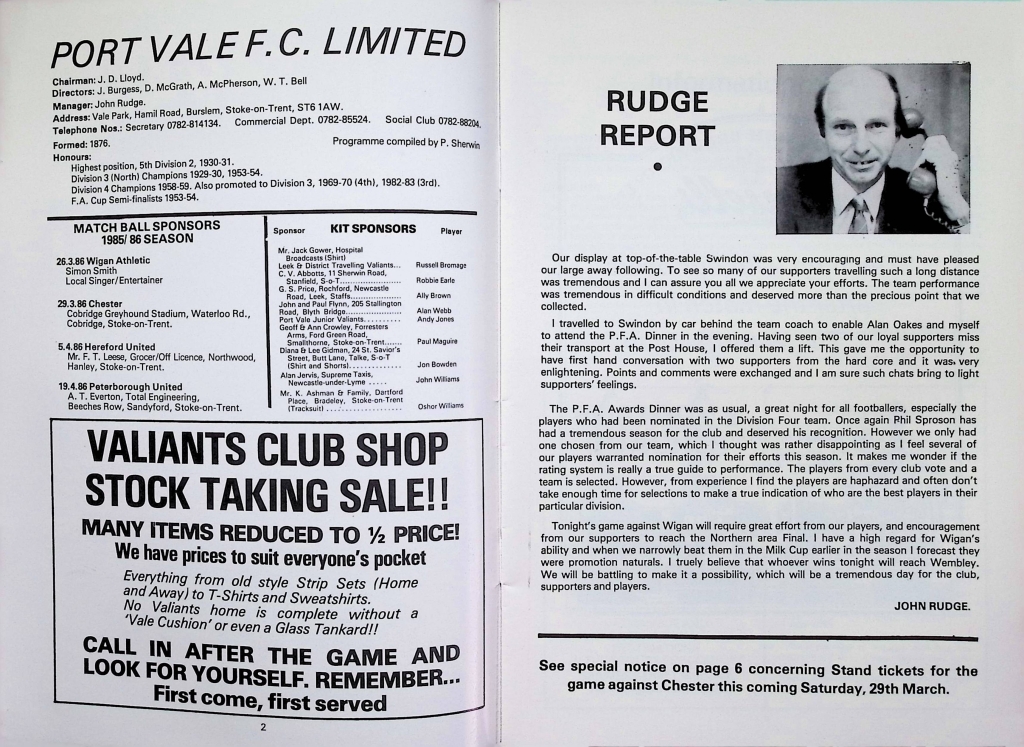 PORT VALE F.C. LIMITED
Chairman: J. D. Lloyd.
Directors: J. Burgess, D. McGrath, A. McPherson, W. T. Bell
Manager: John Rudge.
Address: Vale Park, Hamil Road, Burslem, Stoke-on-Trent, ST6 1AW.
Telephone Nos.: Secretary 0782-814134. Commercial Dept. 0782-85524. Social Club 0782-88204.
Formed: 1876. Programme compiled by P. Sherwin
Honours:
Highest position, 5th Division 2, 1930-31.
Division 3 (North) Champions 1929-30, 1953-54.
Division 4 Champions 1958-59. Also promoted to Division 3, 1969-70 (4th), 1982-83 (3rd).
F.A. Cup Semi-finalists 1953-54.
MATCH BALL SPONSORS
1985/86 SEASON
26.3.86 Wigan Athletic
Simon Smith
Local Singer/Entertainer
29.3.86 Chester
Cobridge Greyhound Stadium, Waterloo Rd.,
Cobridge, Stoke-on-Trent.
5.4.86 Hereford United
Mr. F. T. Leese, Grocer/Off Licence, Northwood,
Hanley, Stoke-on-Trent.
19.4.86 Peterborough United
A. T. Everton, Total Engineering,
Beeches Row, Sandyford, Stoke-on-Trent.
Sponsor KIT SPONSORS Player
Mr. Jack Gower, Hospital
Broadcasts (Shirt)
Leek & District Travelling Valiants... Russell Bromage
C. V. Abbotts, 11 Sherwin Road,
Stanfield, S-o-T...................... Robbie Earle
G. S. Price, Rochford, Newcastle
Road, Leek, Staffs................... Ally Brown
John and Paul Flynn, 205 Stallington
Road, Blyth Bridge.................... Alan Webb
Port Vale Junior Valiants.......... Andy Jones
Geoff & Ann Crowley, Forresters
Arms, Ford Green Road,
Smallthorne, Stoke-on-Trent...... Paul Maguire
Diana & Lee Gidman, 24 St. Savior's
Street, Butt Lane, Talke, S-o-T
(Shirt and Shorts)................... Jon Bowden
Alan Jervis, Supreme Taxis,
Newcastle-under-Lyme ..... John Williams
Mr. K. Ashman & Family, Dartford
Place, Bradeley, Stoke-on-Trent
(Tracksuit) .................... Oshor Williams
VALIANTS CLUB SHOP
STOCK TAKING SALE!!
MANY ITEMS REDUCED TO ½ PRICE!
We have prices to suit everyone's pocket
Everything from old style Strip Sets (Home
and Away) to T-Shirts and Sweatshirts.
No Valiants home is complete without a
'Vale Cushion' or even a Glass Tankard!!
CALL IN AFTER THE GAME AND
LOOK FOR YOURSELF. REMEMBER...
First come, first served
2
RUDGE
REPORT
Our display at top-of-the-table Swindon was very encouraging and must have pleased
our large away following. To see so many of our supporters travelling such a long distance
was tremendous and I can assure you all we appreciate your efforts. The team performance
was tremendous in difficult conditions and deserved more than the precious point that we
collected.
I travelled to Swindon by car behind the team coach to enable Alan Oakes and myself
to attend the P.F.A. Dinner in the evening. Having seen two of our loyal supporters miss
their transport at the Post House, I offered them a lift. This gave me the opportunity to
have first hand conversation with two supporters from the hard core and it was very
enlightening. Points and comments were exchanged and I am sure such chats bring to light
supporters' feelings.
The P.F.A. Awards Dinner was as usual, a great night for all footballers, especially the
players who had been nominated in the Division Four team. Once again Phil Sproson has
had a tremendous season for the club and deserved his recognition. However we only had
one chosen from our team, which I thought was rather disappointing as I feel several of
our players warranted nomination for their efforts this season. It makes me wonder if the
rating system is really a true guide to performance. The players from every club vote and a
team is selected. However, from experience I find the players are haphazard and often don't
take enough time for selections to make a true indication of who are the best players in their
particular division.
Tonight's game against Wigan will require great effort from our players, and encouragement
from our supporters to reach the Northern area Final. I have a high regard for Wigan's
ability and when we narrowly beat them in the Milk Cup earlier in the season I forecast they
were promotion naturals. I truely believe that whoever wins tonight will reach Wembley.
We will be battling to make it a possibility, which will be a tremendous day for the club,
supporters and players.
JOHN RUDGE.
See special notice on page 6 concerning Stand tickets for the
game against Chester this coming Saturday, 29th March.